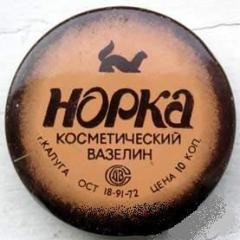 НОРКА
КОСМЕТИЧЕСКИЙ
ВАЗЕЛИН
г. КАЛУГА ОСТ 18-91-72 ЦЕНА 10 КОП.